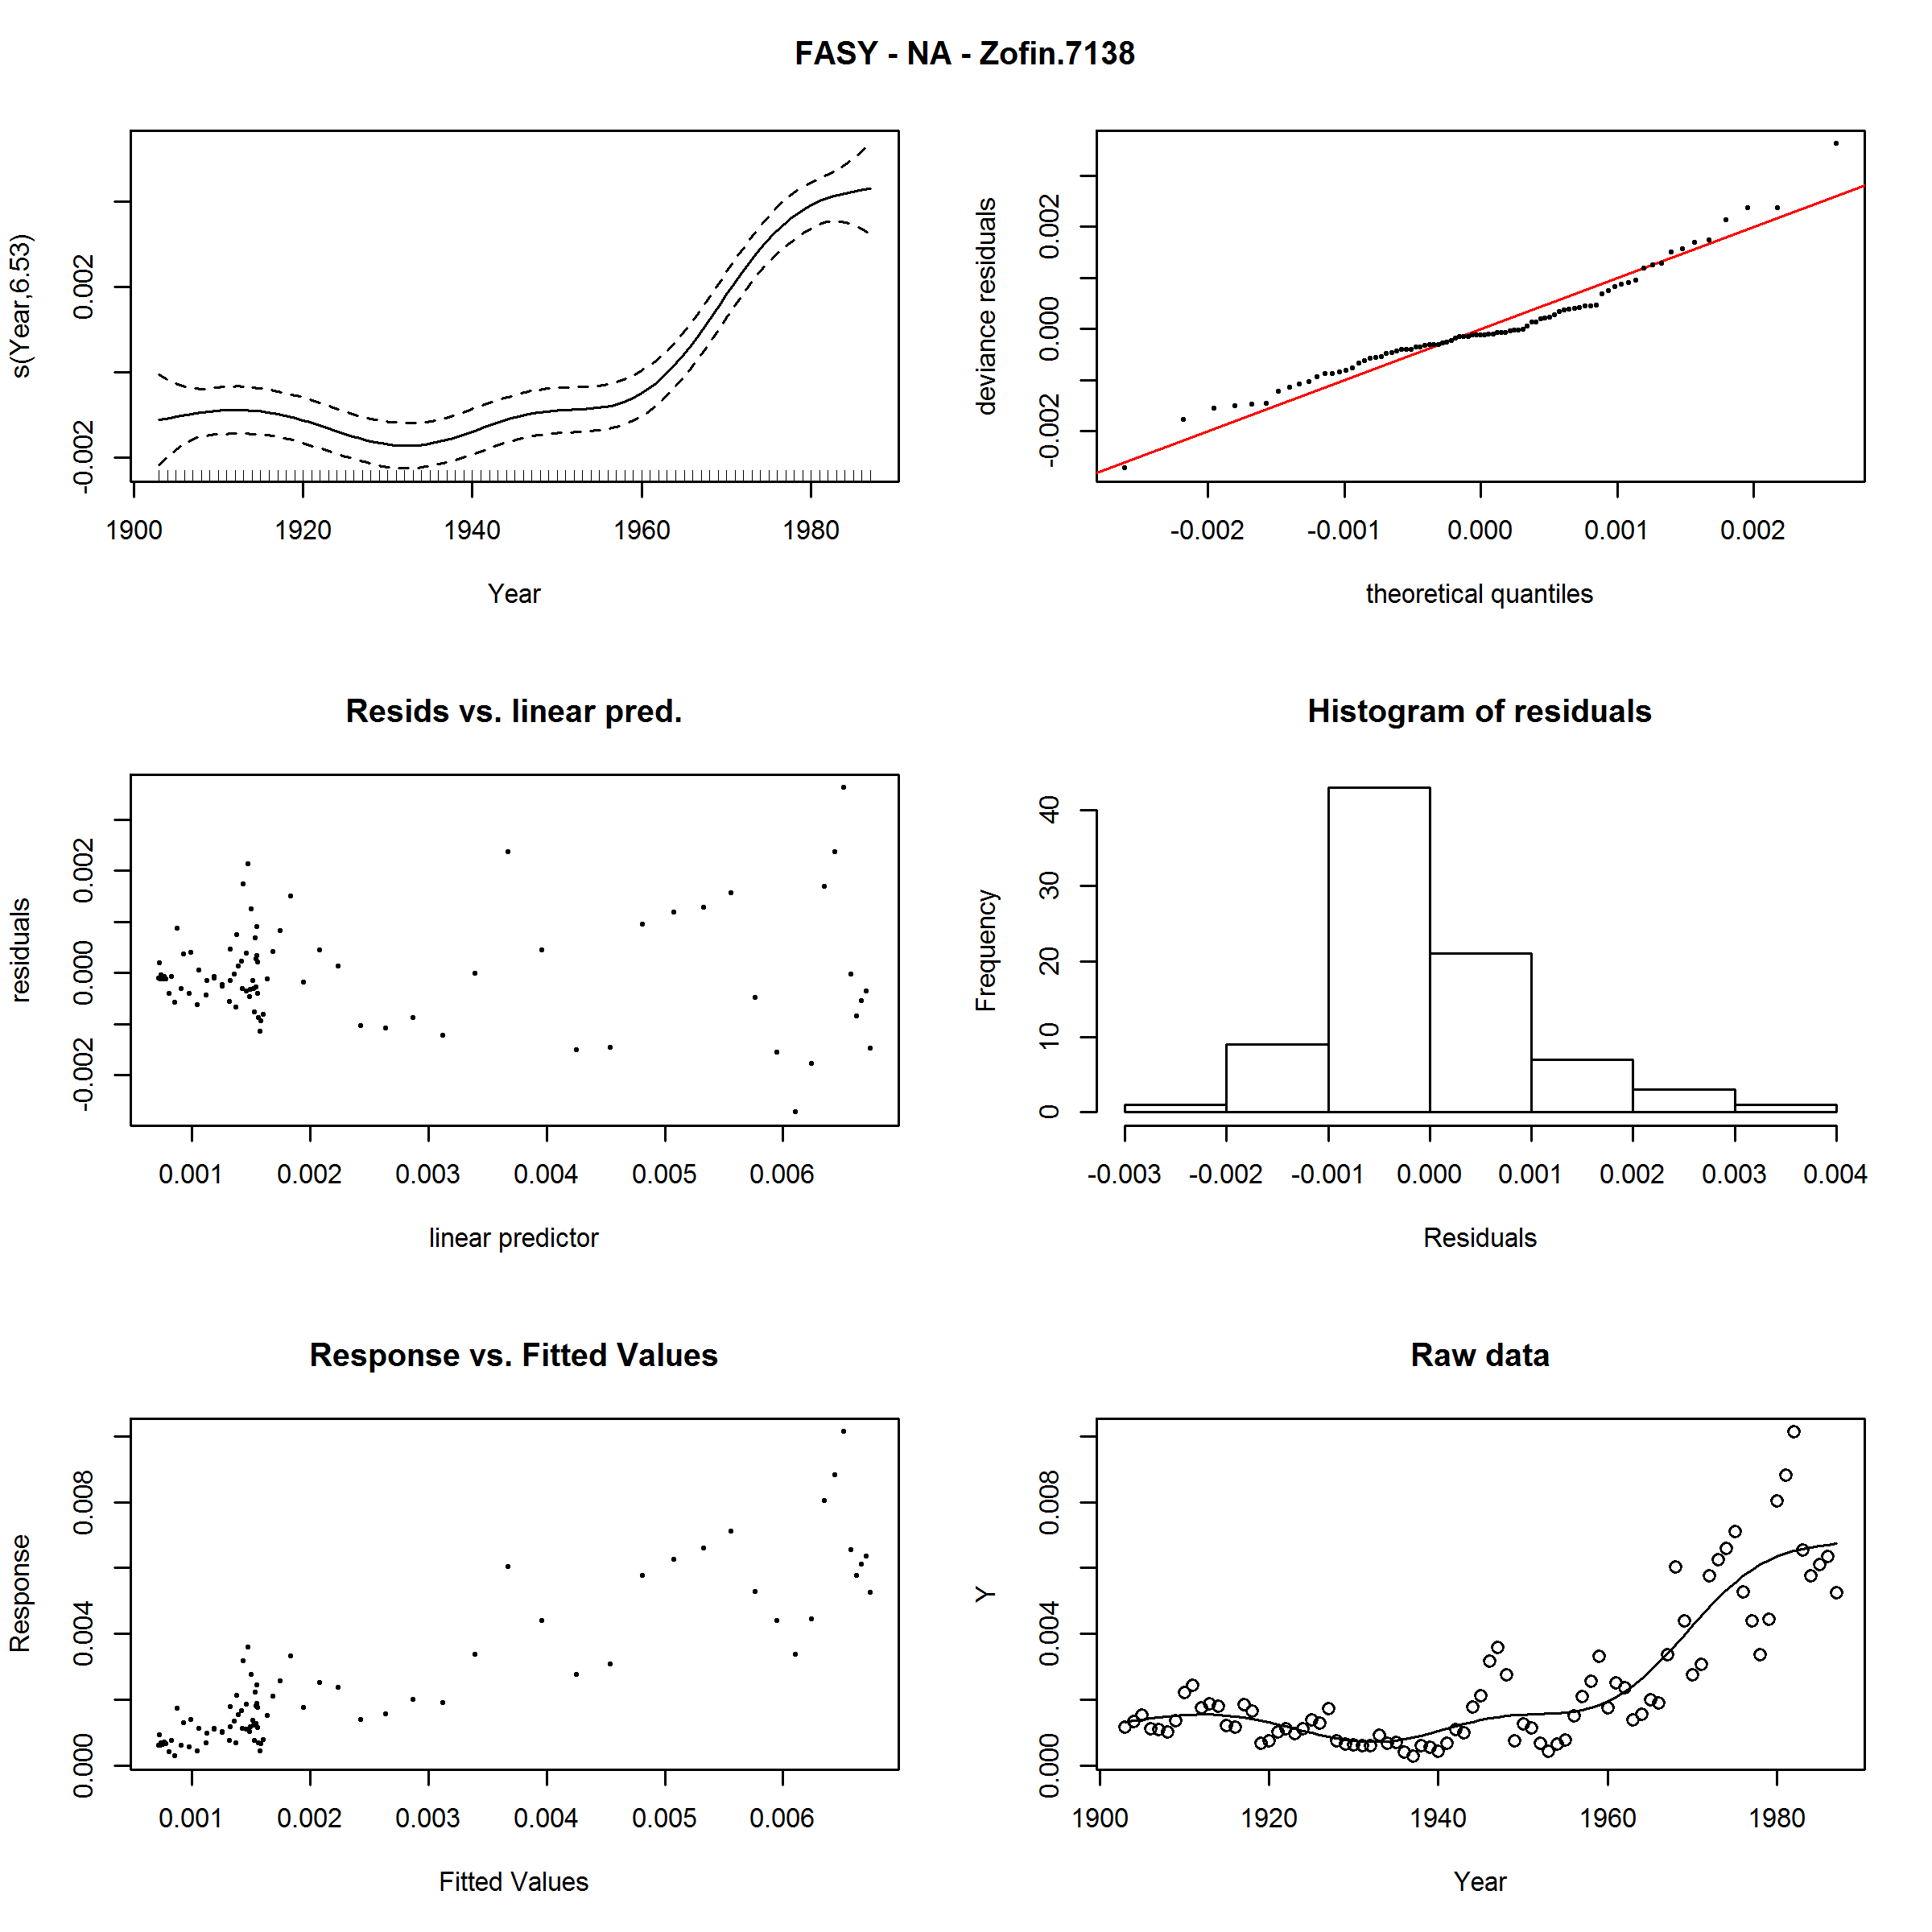 FASY - NA - Zofin.7138
s(Year,6.53)
-0.002 0.002
1900 1920 1940 1960 1980
Year
deviance residuals
-0.002 0.000 0.002
-0.002 -0.001 0.000 0.001 0.002
theoretical quantiles
Resids vs. linear pred.
residuals
-0.002 0.000 0.002
0.001 0.002 0.003 0.004 0.005 0.006
linear predictor
Histogram of residuals
Frequency
0 10 20 30 40
-0.003 -0.002 -0.001 0.000 0.001 0.002 0.003 0.004
Residuals
Response vs. Fitted Values
Response
0.000 0.004 0.008
0.001 0.002 0.003 0.004 0.005 0.006
Fitted Values
Raw data
Y
0.000 0.004 0.008
1900 1920 1940 1960 1980
Year